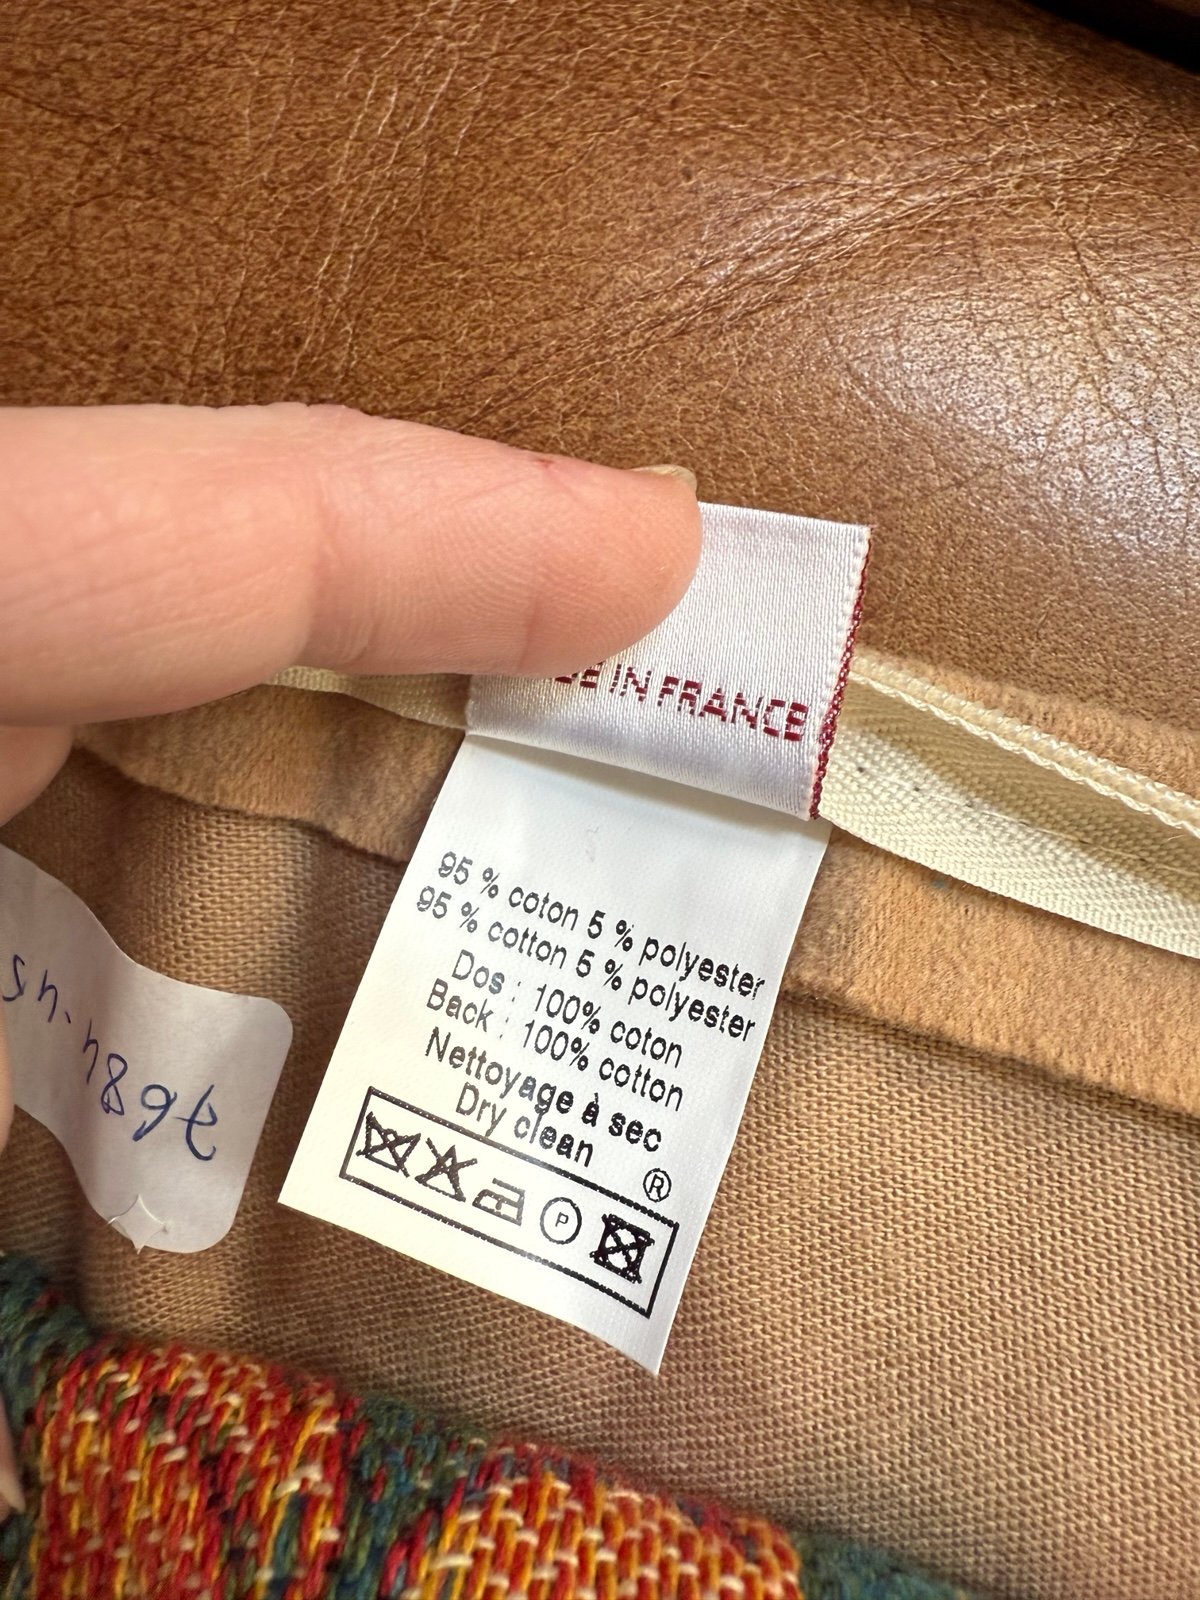 IN FRANCE
95 % coton 5 % polyester
95 % cotton 5 % polyester
Dos : 100% coton
Back : 100% cotton
Nettoyage à sec
Dry clean
®
P